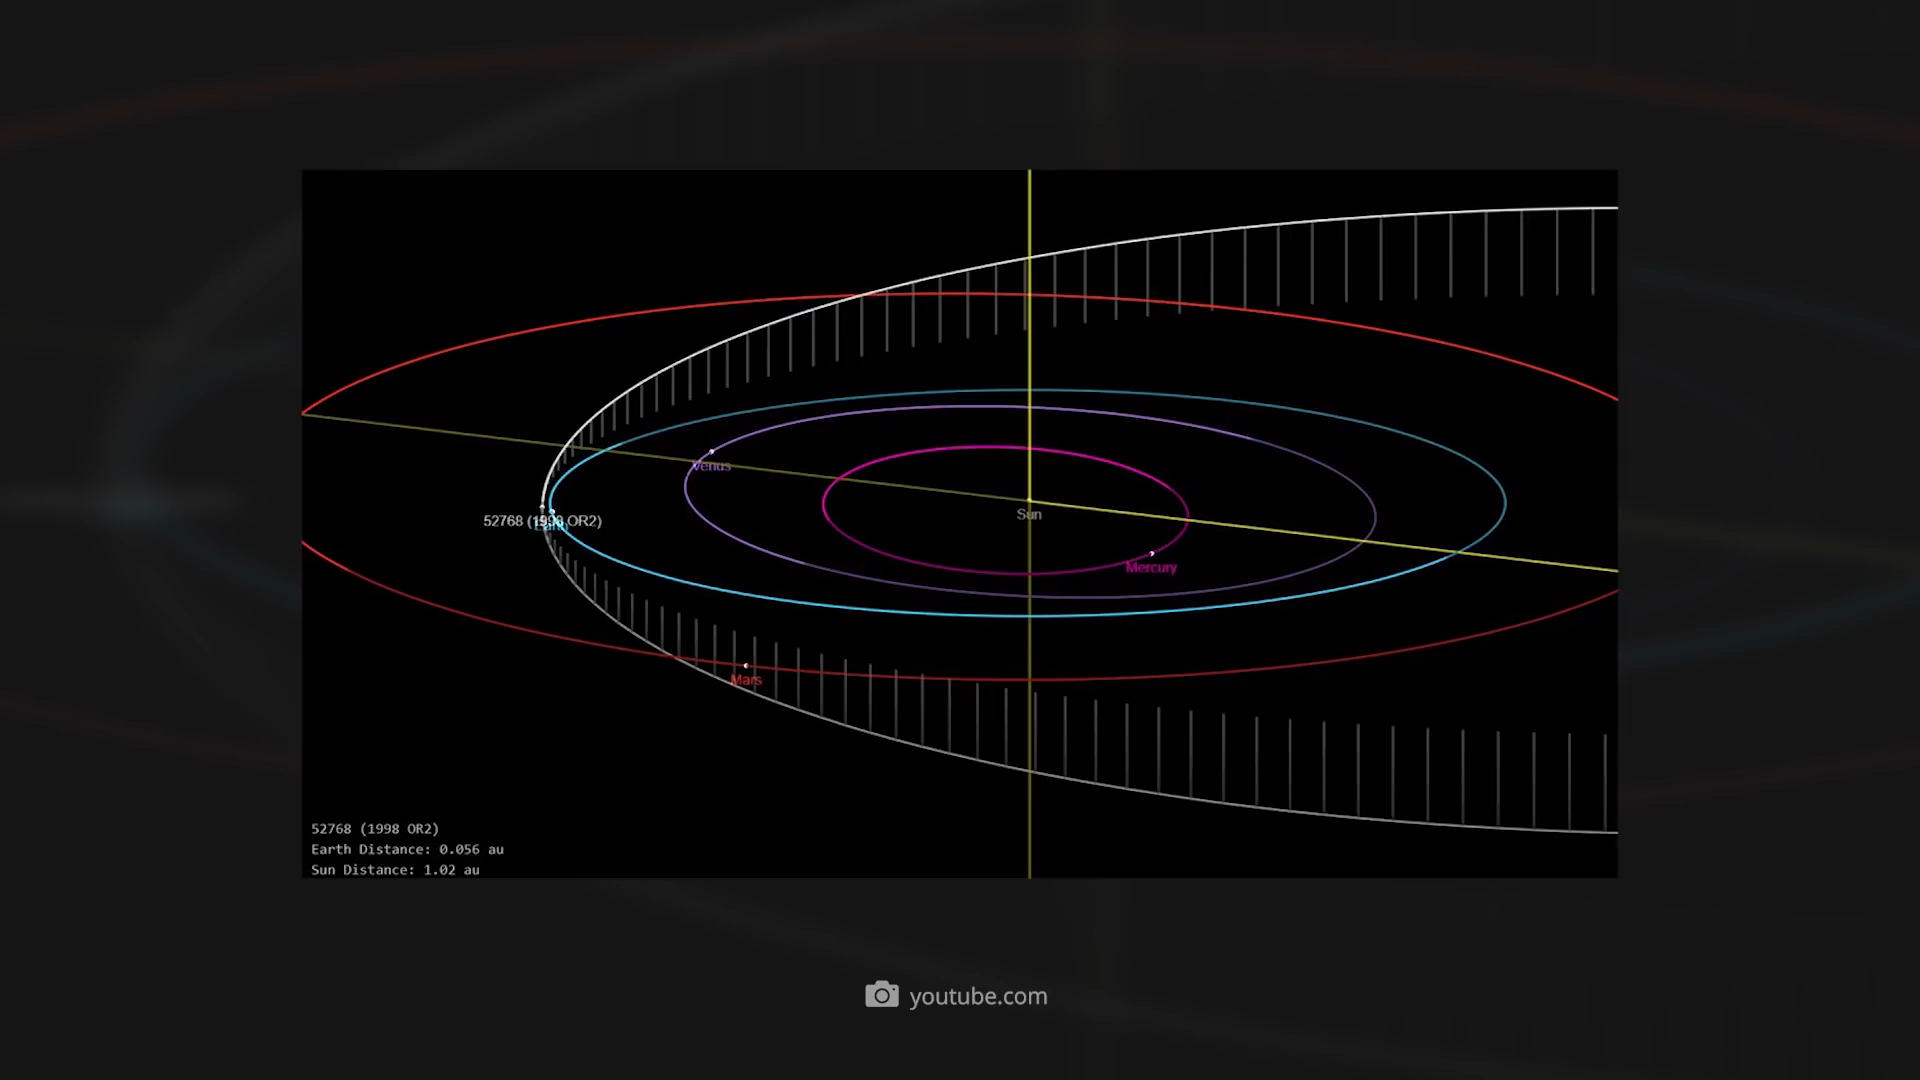 Venus
Sun
52768 (1998 OR2)
Earth
Mercury
Mars
52768 (1998 OR2)
Earth Distance: 0.056 au
Sun Distance: 1.02 au
youtube.com